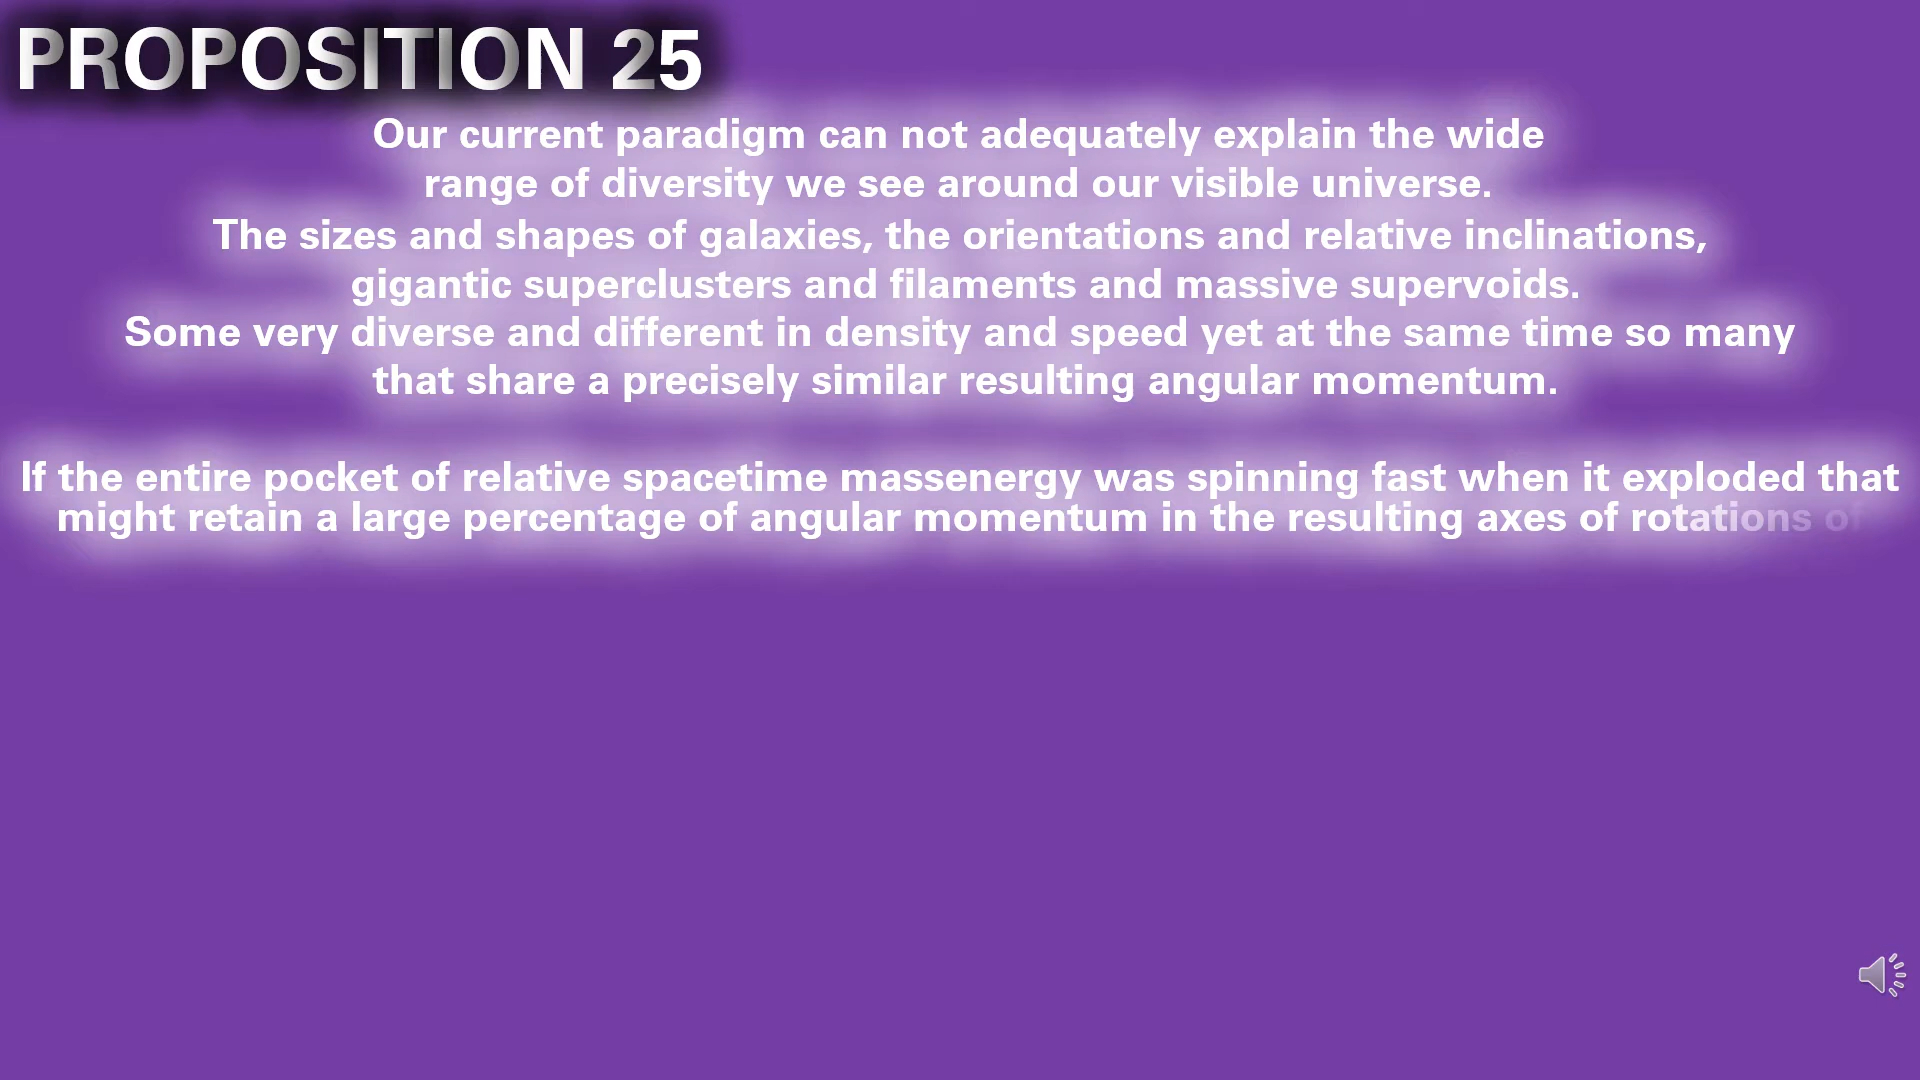 PROPOSITION 25
Our current paradigm can not adequately explain the wide
range of diversity we see around our visible universe.
The sizes and shapes of galaxies, the orientations and relative inclinations,
gigantic superclusters and filaments and massive supervoids.
Some very diverse and different in density and speed yet at the same time so many
that share a precisely similar resulting angular momentum.
If the entire pocket of relative spacetime massenergy was spinning fast when it exploded that
might retain a large percentage of angular momentum in the resulting axes of rotations of